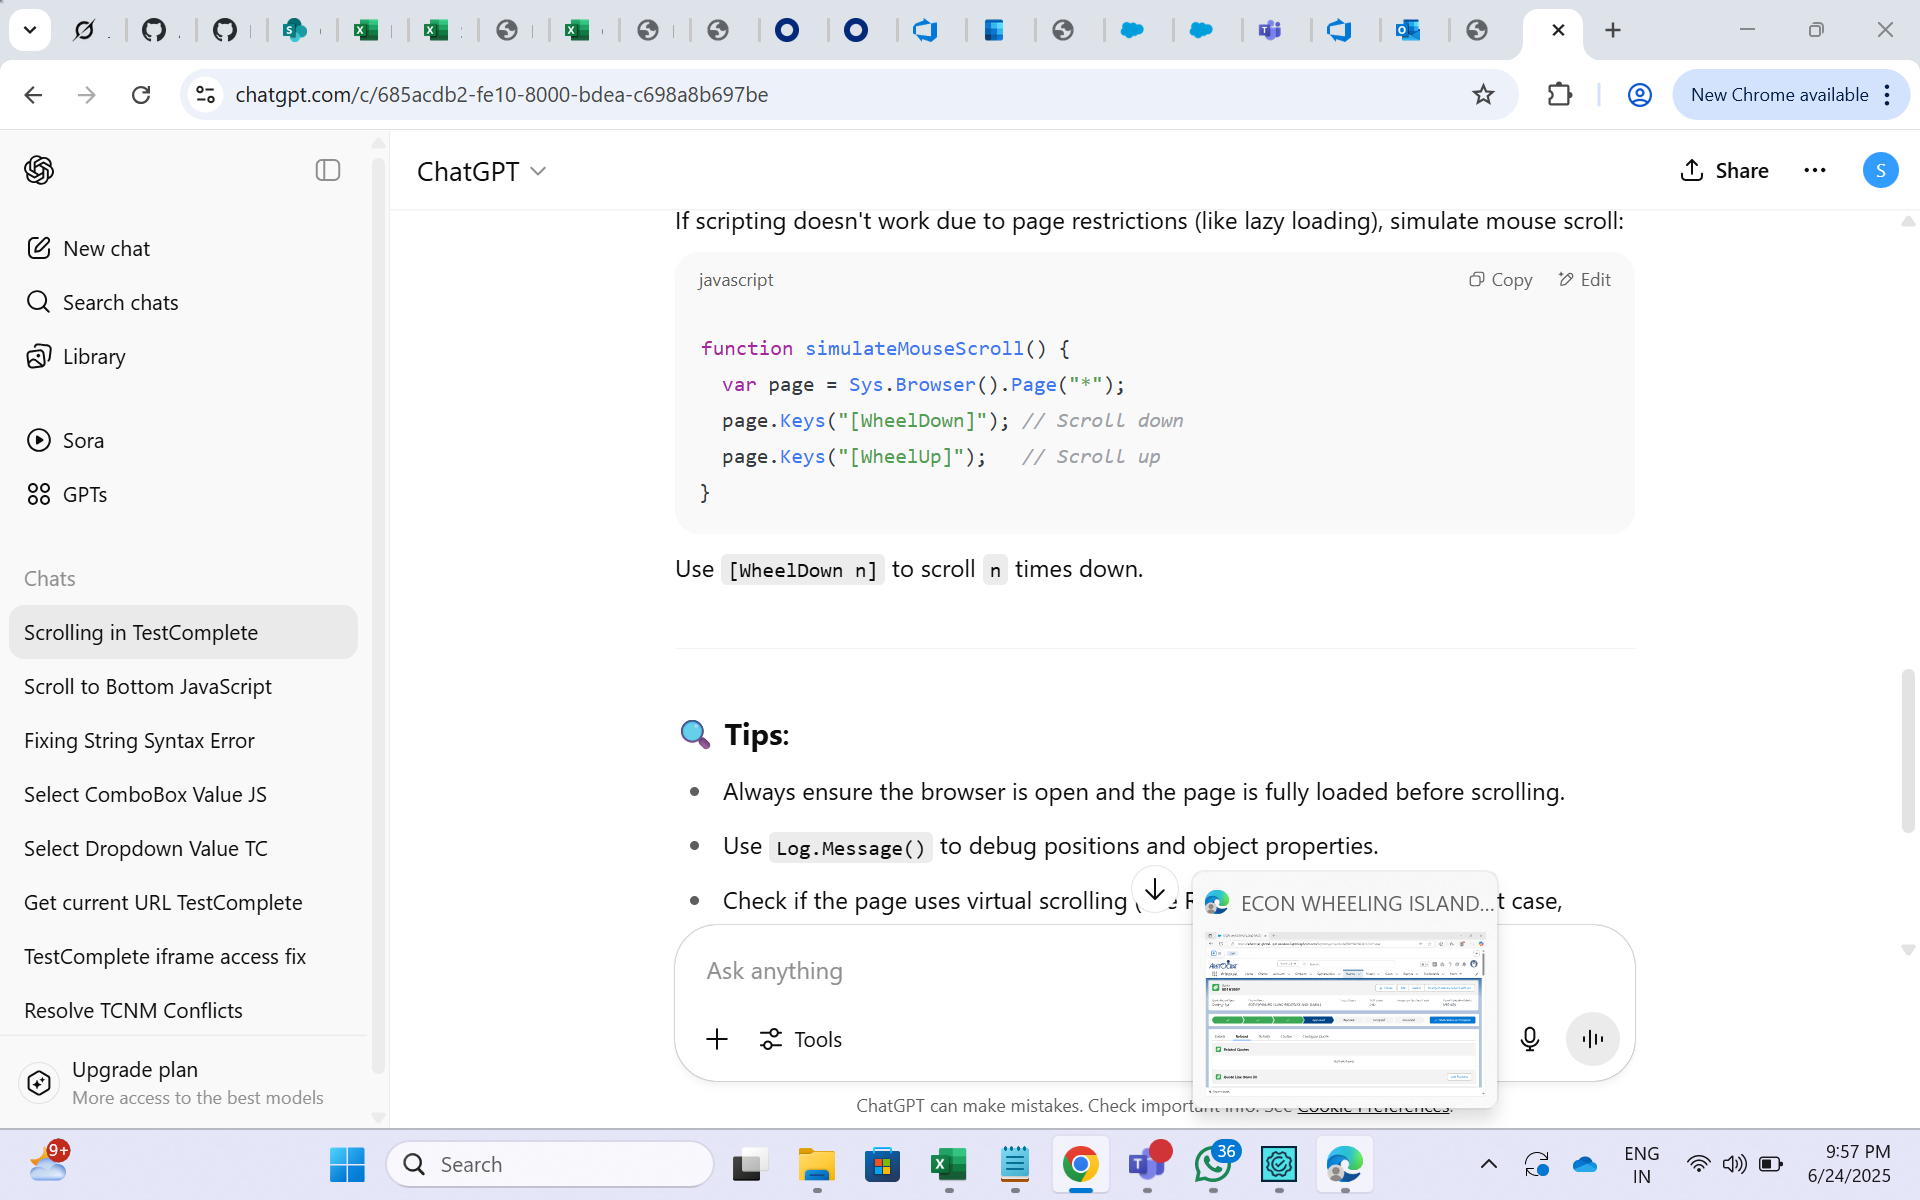 chatgpt.com/c/685acdb2-fe10-8000-bdea-c698a8b697be
New Chrome available
ChatGPT
Share
S
New chat
Search chats
Library
Sora
GPTs
Chats
Scrolling in TestComplete
Scroll to Bottom JavaScript
Fixing String Syntax Error
Select ComboBox Value JS
Select Dropdown Value TC
Get current URL TestComplete
TestComplete iframe access fix
Resolve TCNM Conflicts
Upgrade plan
More access to the best models
If scripting doesn't work due to page restrictions (like lazy loading), simulate mouse scroll:
javascript
Copy
Edit
function simulateMouseScroll() {
var page = Sys.Browser().Page("*");
page.Keys("[WheelDown]"); // Scroll down
page.Keys("[WheelUp]"); // Scroll up
}
Use [WheelDown n] to scroll n times down.
Tips:
Always ensure the browser is open and the page is fully loaded before scrolling.
Use Log.Message() to debug positions and object properties.
Check if the page uses virtual scrolling
t case,
ECON WHEELING ISLAND...
Ask anything
Tools
ChatGPT can make mistakes. Check important info. See Cookie Preferences.
9+
Search
36
ENG
IN
9:57 PM
6/24/2025